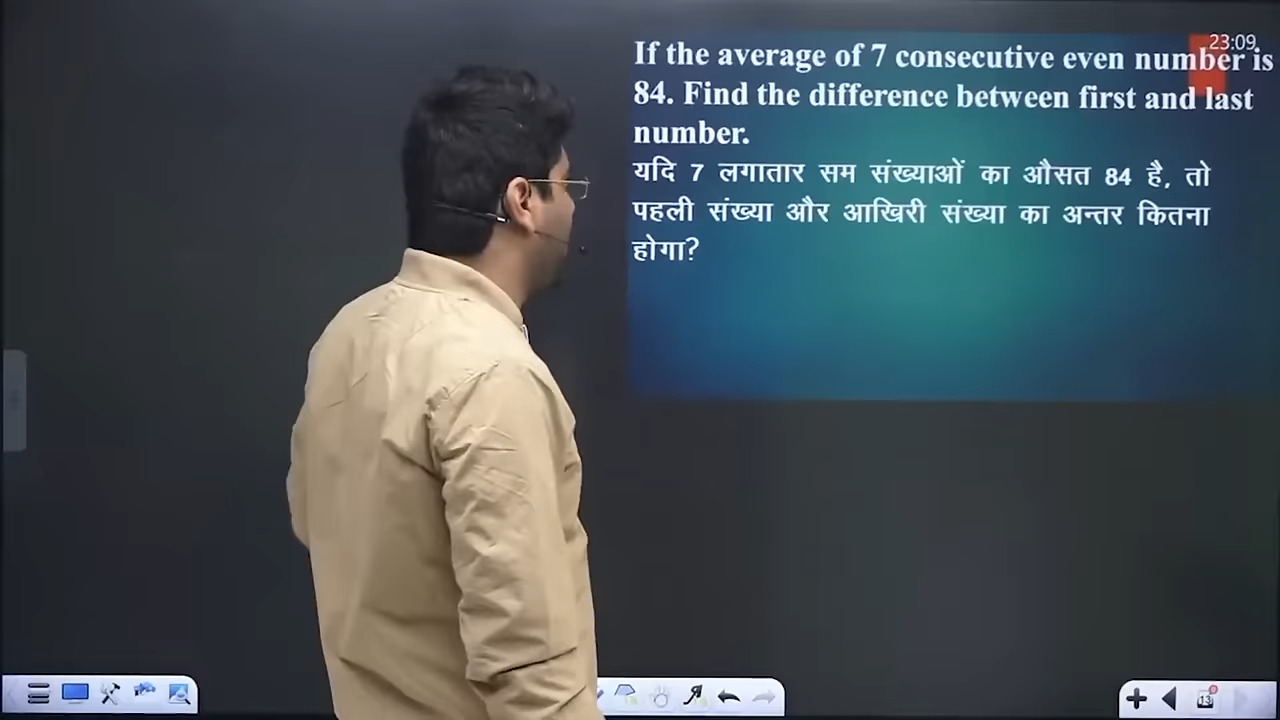 23:09
If the average of 7 consecutive even number is
84. Find the difference between first and last
number.
यदि 7 लगातार सम संख्याओं का औसत 84 है, तो
पहली संख्या और आखिरी संख्या का अन्तर कितना
होगा?
13